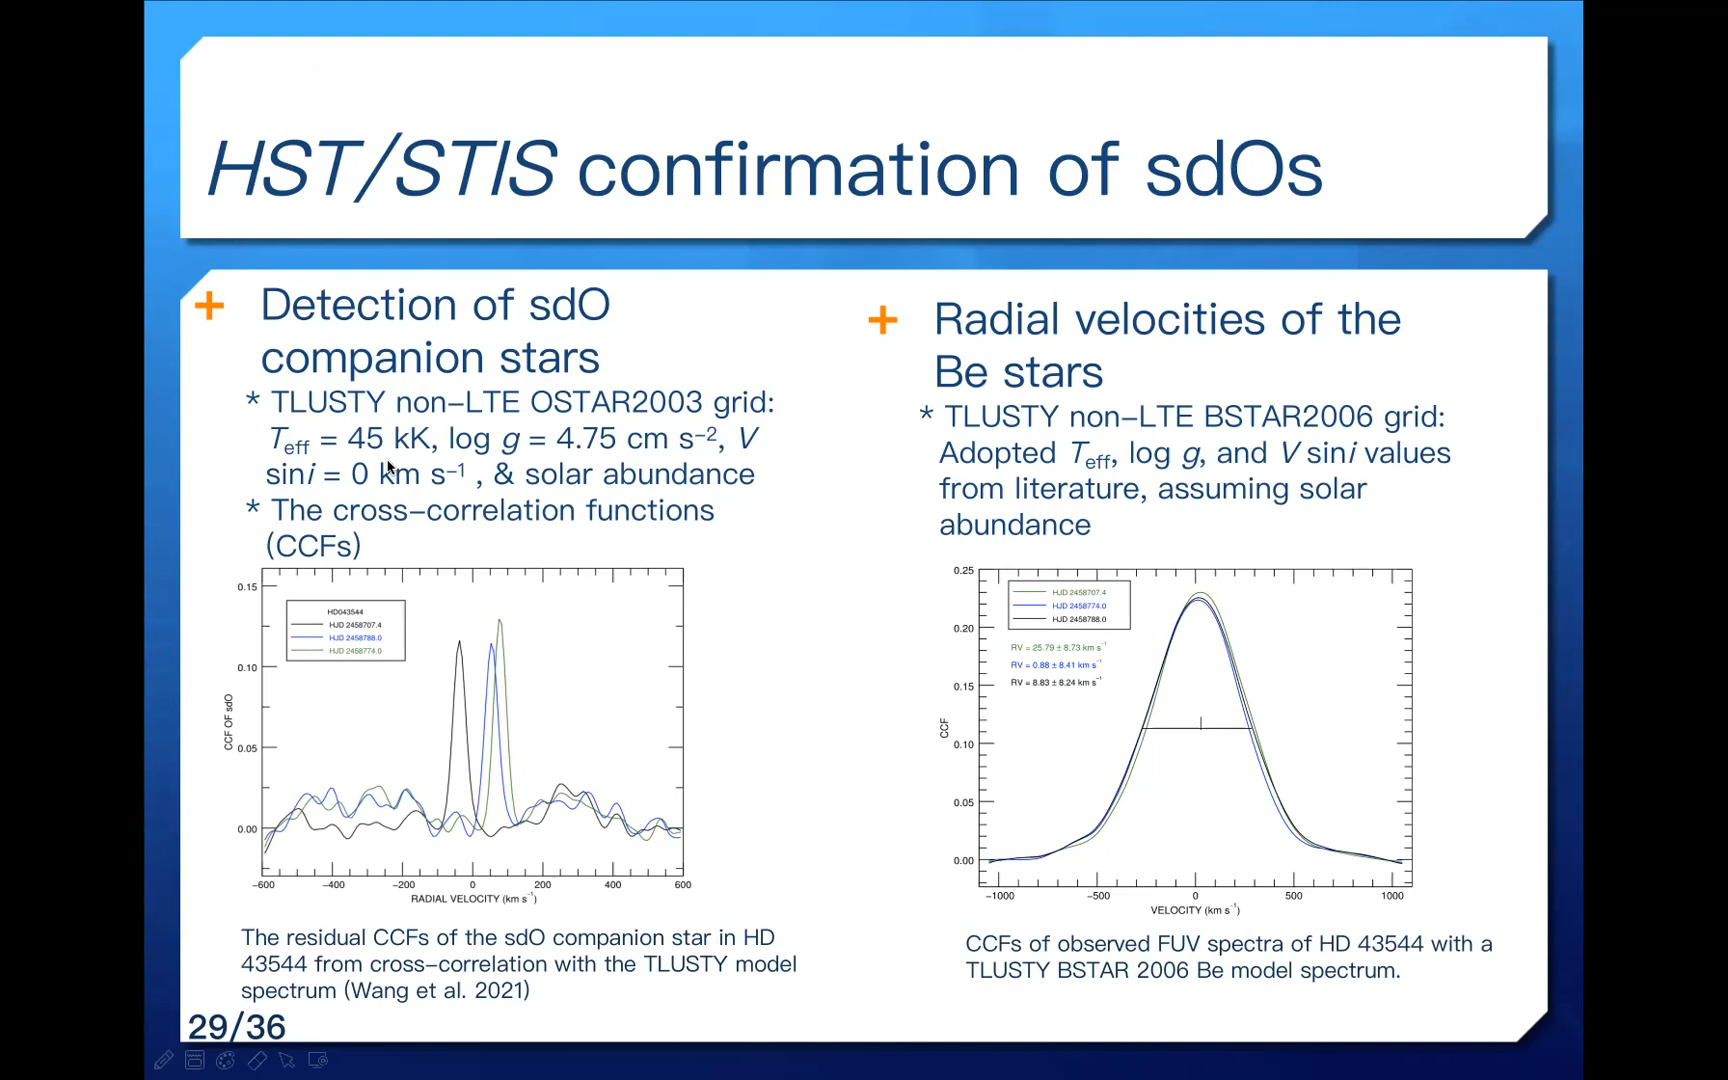 HST/STIS confirmation of sdOs
+ Detection of sdO
companion stars
* TLUSTY non–LTE OSTAR2003 grid:
Teff = 45 kK, log g = 4.75 cm s⁻², V
sini = 0 km s⁻¹ , & solar abundance
* The cross–correlation functions
(CCFs)
0.15
0.10
0.05
0.00
CCF OF sdO
HD043544
HJD 2458707.4
HJD 2458788.0
HJD 2458774.0
−600 −400 −200 0 200 400 600
RADIAL VELOCITY (km s⁻¹)
The residual CCFs of the sdO companion star in HD
43544 from cross–correlation with the TLUSTY model
spectrum (Wang et al. 2021)
+ Radial velocities of the
Be stars
* TLUSTY non–LTE BSTAR2006 grid:
Adopted Teff, log g, and V sini values
from literature, assuming solar
abundance
0.25
0.20
0.15
0.10
0.05
0.00
CCF
HJD 2458707.4
HJD 2458774.0
HJD 2458788.0
RV = 25.79 ± 8.73 km s⁻¹
RV = 0.88 ± 8.41 km s⁻¹
RV = 8.83 ± 8.24 km s⁻¹
−1000 −500 0 500 1000
VELOCITY (km s⁻¹)
CCFs of observed FUV spectra of HD 43544 with a
TLUSTY BSTAR 2006 Be model spectrum.
29/36